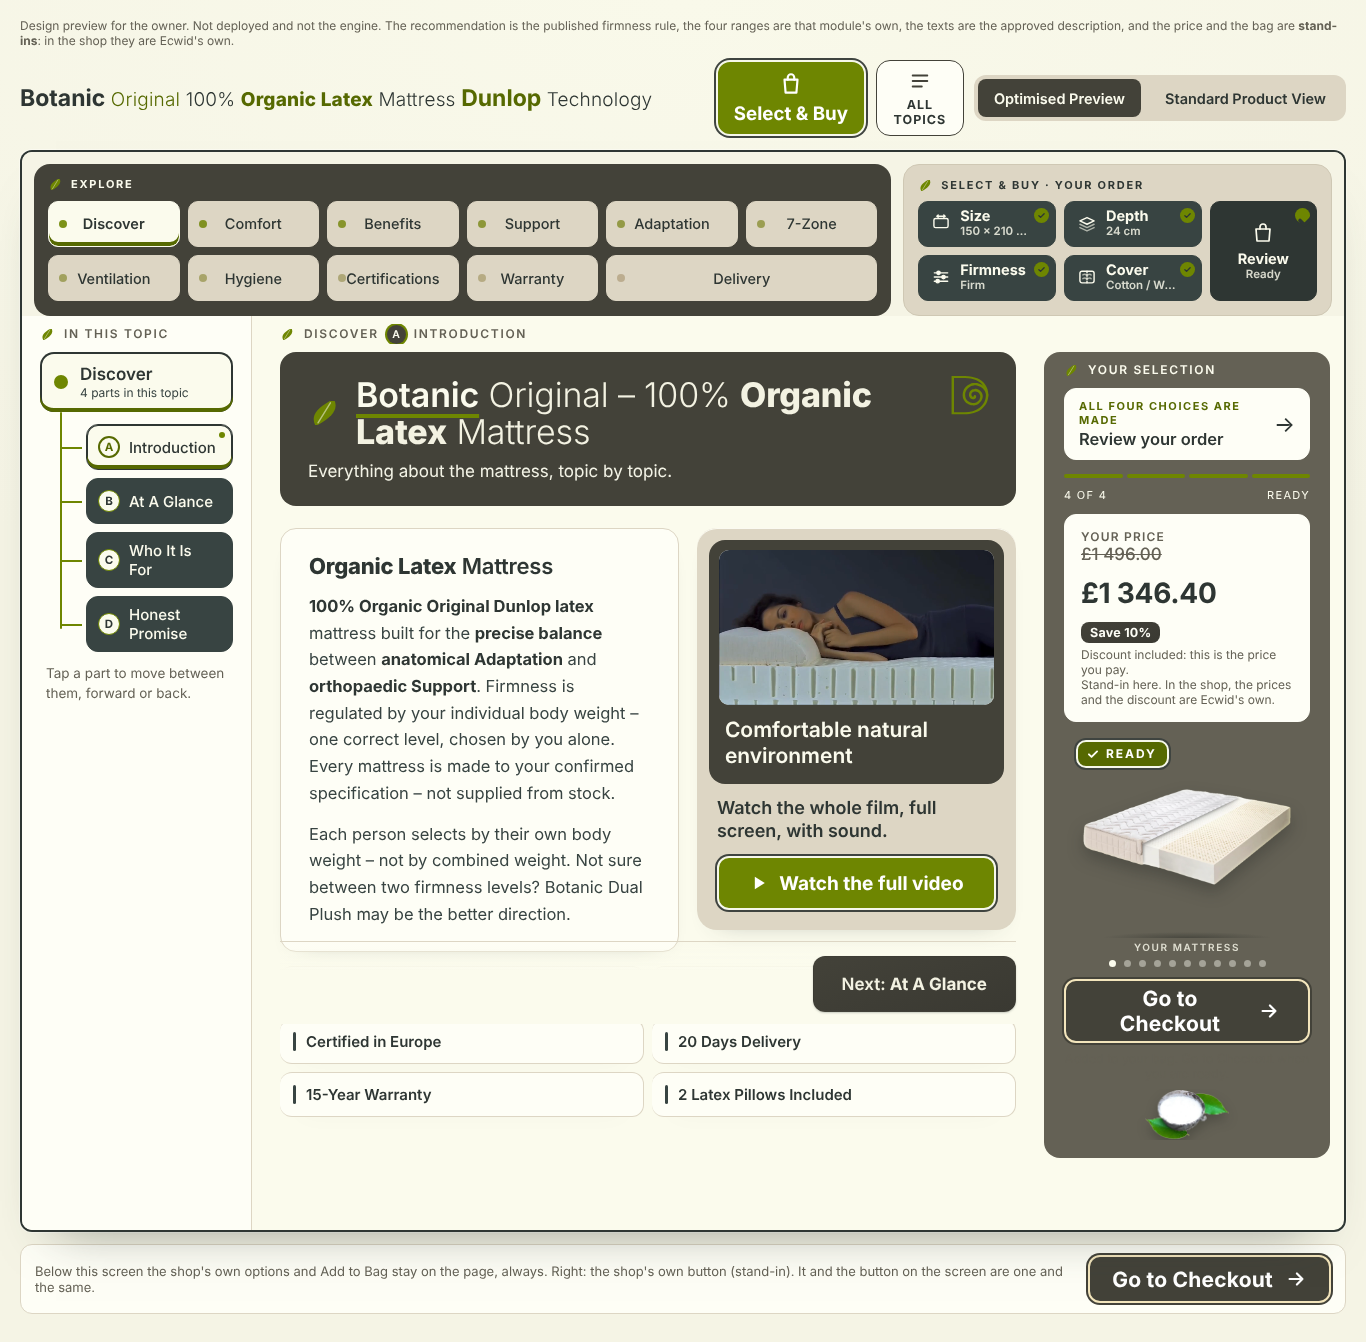 Design preview for the owner. Not deployed and not the engine. The recommendation is the published firmness rule, the four ranges are that module's own, the texts are the approved description, and the price and the bag are stand-
ins: in the shop they are Ecwid's own.
Botanic Original 100% Organic Latex Mattress Dunlop Technology
Select & Buy
ALL
TOPICS
Optimised Preview
Standard Product View
EXPLORE
Discover
Comfort
Benefits
Support
Adaptation
7-Zone
Ventilation
Hygiene
Certifications
Warranty
Delivery
SELECT & BUY · YOUR ORDER
Size
150 × 210 ...
Depth
24 cm
Firmness
Firm
Cover
Cotton / W...
Review
Ready
IN THIS TOPIC
Discover
4 parts in this topic
A Introduction
B At A Glance
C Who It Is
For
D Honest
Promise
Tap a part to move between
them, forward or back.
DISCOVER A INTRODUCTION
Botanic Original – 100% Organic
Latex Mattress
Everything about the mattress, topic by topic.
Organic Latex Mattress
100% Organic Original Dunlop latex
mattress built for the precise balance
between anatomical Adaptation and
orthopaedic Support. Firmness is
regulated by your individual body weight –
one correct level, chosen by you alone.
Every mattress is made to your confirmed
specification – not supplied from stock.
Each person selects by their own body
weight – not by combined weight. Not sure
between two firmness levels? Botanic Dual
Plush may be the better direction.
Comfortable natural
environment
Watch the whole film, full
screen, with sound.
Watch the full video
Next: At A Glance
Certified in Europe
20 Days Delivery
15-Year Warranty
2 Latex Pillows Included
YOUR SELECTION
ALL FOUR CHOICES ARE
MADE
Review your order
4 OF 4
READY
YOUR PRICE
£1 496.00
£1 346.40
Save 10%
Discount included: this is the price
you pay.
Stand-in here. In the shop, the prices
and the discount are Ecwid's own.
READY
YOUR MATTRESS
Go to
Checkout
Below this screen the shop's own options and Add to Bag stay on the page, always. Right: the shop's own button (stand-in). It and the button on the screen are one and
the same.
Go to Checkout